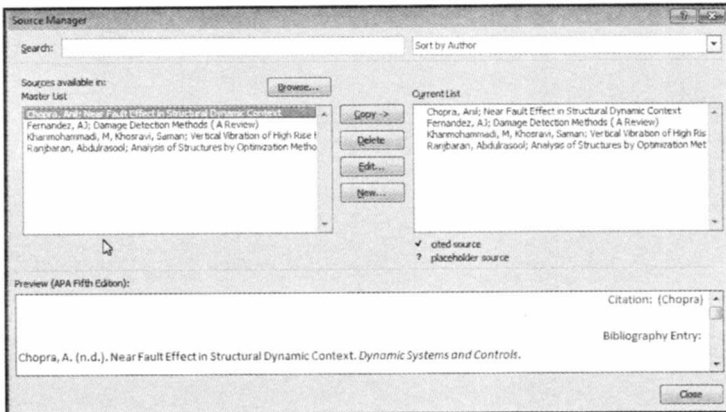 Source Manager
Search:
Sort by Author
Sources available in:
Master List
Browse...
Current List
Chopra, Anil; Near Fault Effect in Structural Dynamic Context
Fernandez, AJ; Damage Detection Methods ( A Review)
Khanmohammadi, M, Khosravi, Saman; Vertical Vibration of High Rise
Ranjbaran, Abdulrasool; Analysis of Structures by Optimization Metho
Copy ->
Delete
Edit...
New...
Chopra, Anil; Near Fault Effect in Structural Dynamic Context
Fernandez, AJ; Damage Detection Methods ( A Review)
Khanmohammadi, M, Khosravi, Saman; Vertical Vibration of High Ris
Ranjbaran, Abdulrasool; Analysis of Structures by Optimization Met
✓ cited source
? placeholder source
Preview (APA Fifth Edition):
Citation: (Chopra)
Bibliography Entry:
Chopra, A. (n.d.). Near Fault Effect in Structural Dynamic Context. Dynamic Systems and Controls.
Close